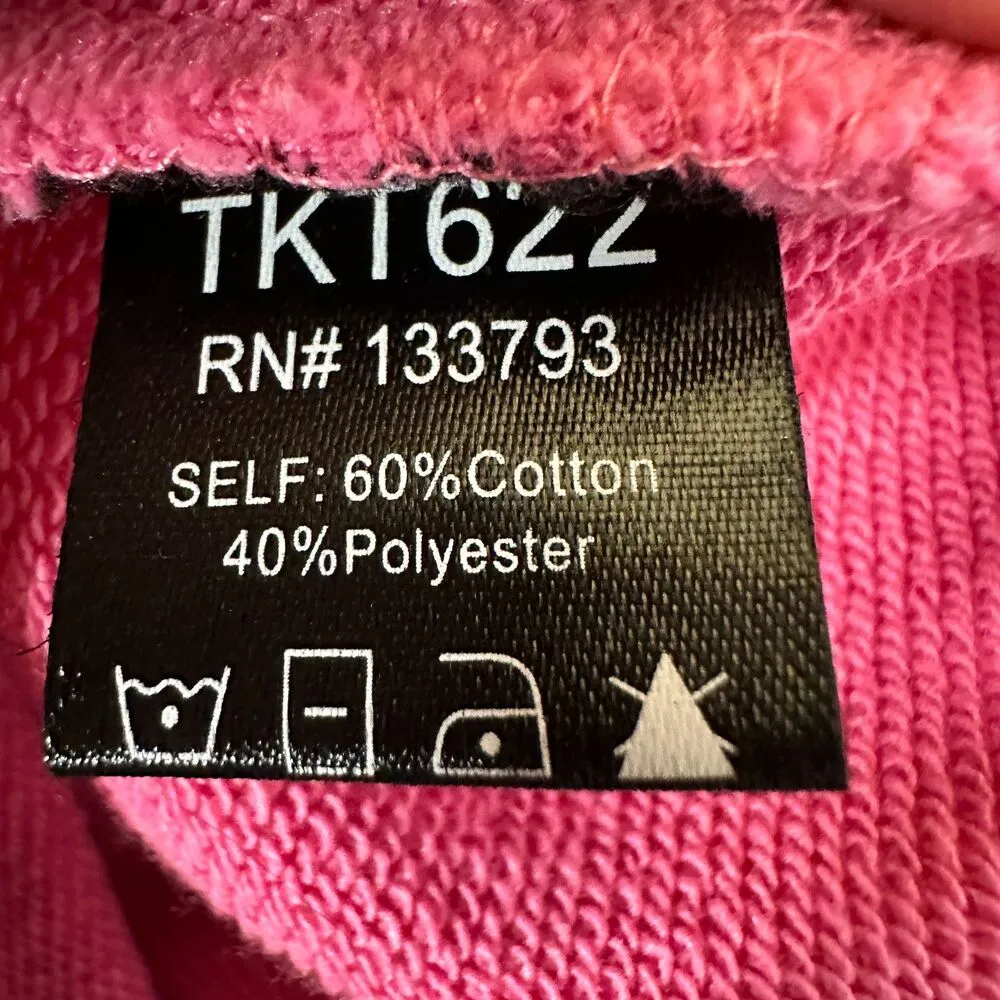 TKT622
RN# 133793
SELF: 60%Cotton
40%Polyester